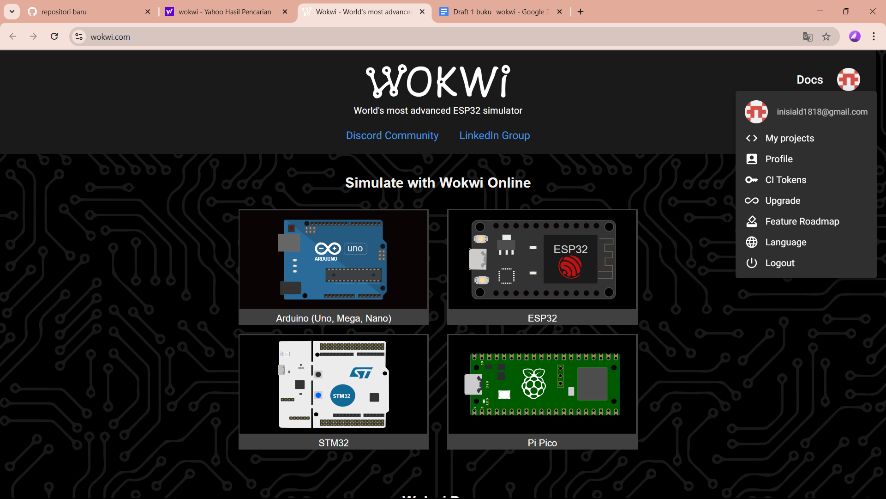 repositori baru
wokwi - Yahoo Hasil Pencarian
Wokwi - World's most advance
Draft 1 buku wokwi - Google
wokwi.com
WOKWI
World's most advanced ESP32 simulator
Discord Community
LinkedIn Group
Docs
inisiald1818@gmail.com
My projects
Profile
CI Tokens
Upgrade
Feature Roadmap
Language
Logout
Simulate with Wokwi Online
uno
ARDUINO
Arduino (Uno, Mega, Nano)
ESP32
ESP32
ST
STM32
STM32
Pi Pico